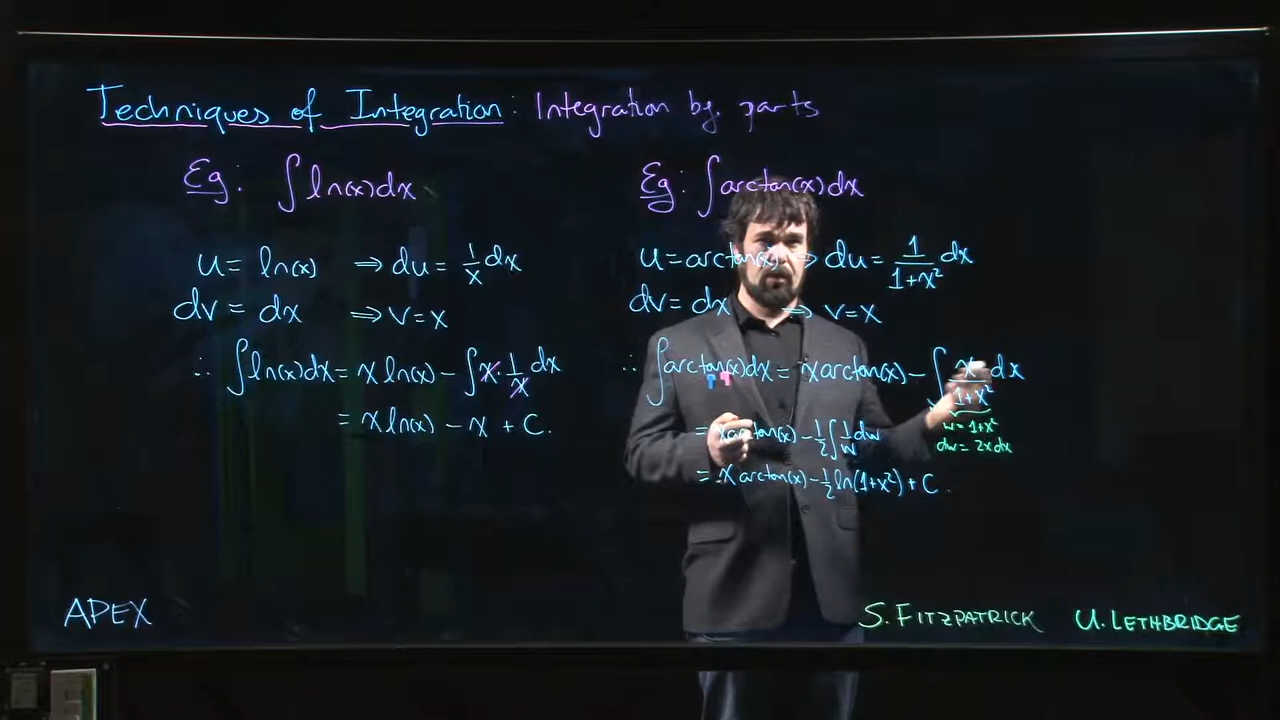 Techniques of Integration: Integration by parts
Eg: ∫ln(x)dx
u = ln(x) ⇒ du = 1/x dx
dv = dx ⇒ v = x
∴ ∫ln(x)dx = x ln(x) − ∫x · 1/x dx
= x ln(x) − x + C.
Eg: ∫arctan(x)dx
u = arctan(x) ⇒ du = 1/(1+x²) dx
dv = dx ⇒ v = x
∴ ∫arctan(x)dx = x arctan(x) − ∫ x/(1+x²) dx
w = 1+x²
dw = 2x dx
= x arctan(x) − 1/2 ∫ 1/w dw
= x arctan(x) − 1/2 ln(1+x²) + C.
APEX
S. FITZPATRICK U. LETHBRIDGE